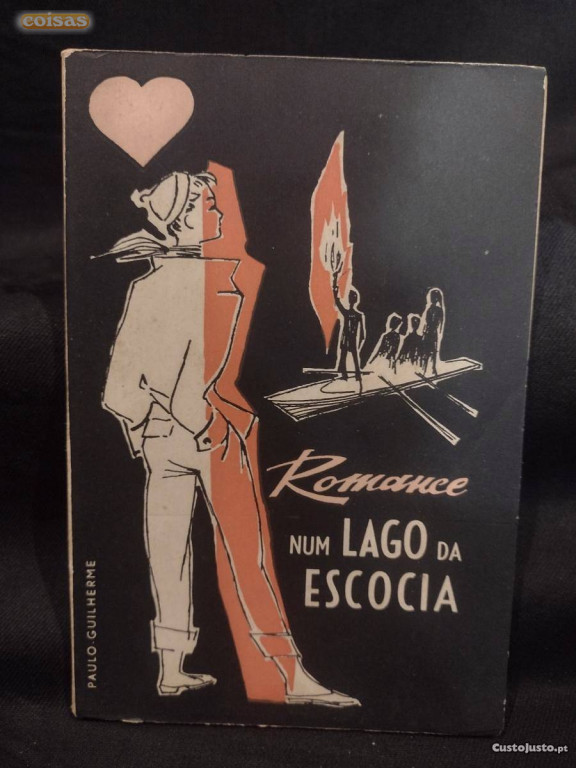 coisas
Romance
NUM LAGO DA
ESCOCIA
PAULO-GUILHERME
CustoJusto.pt